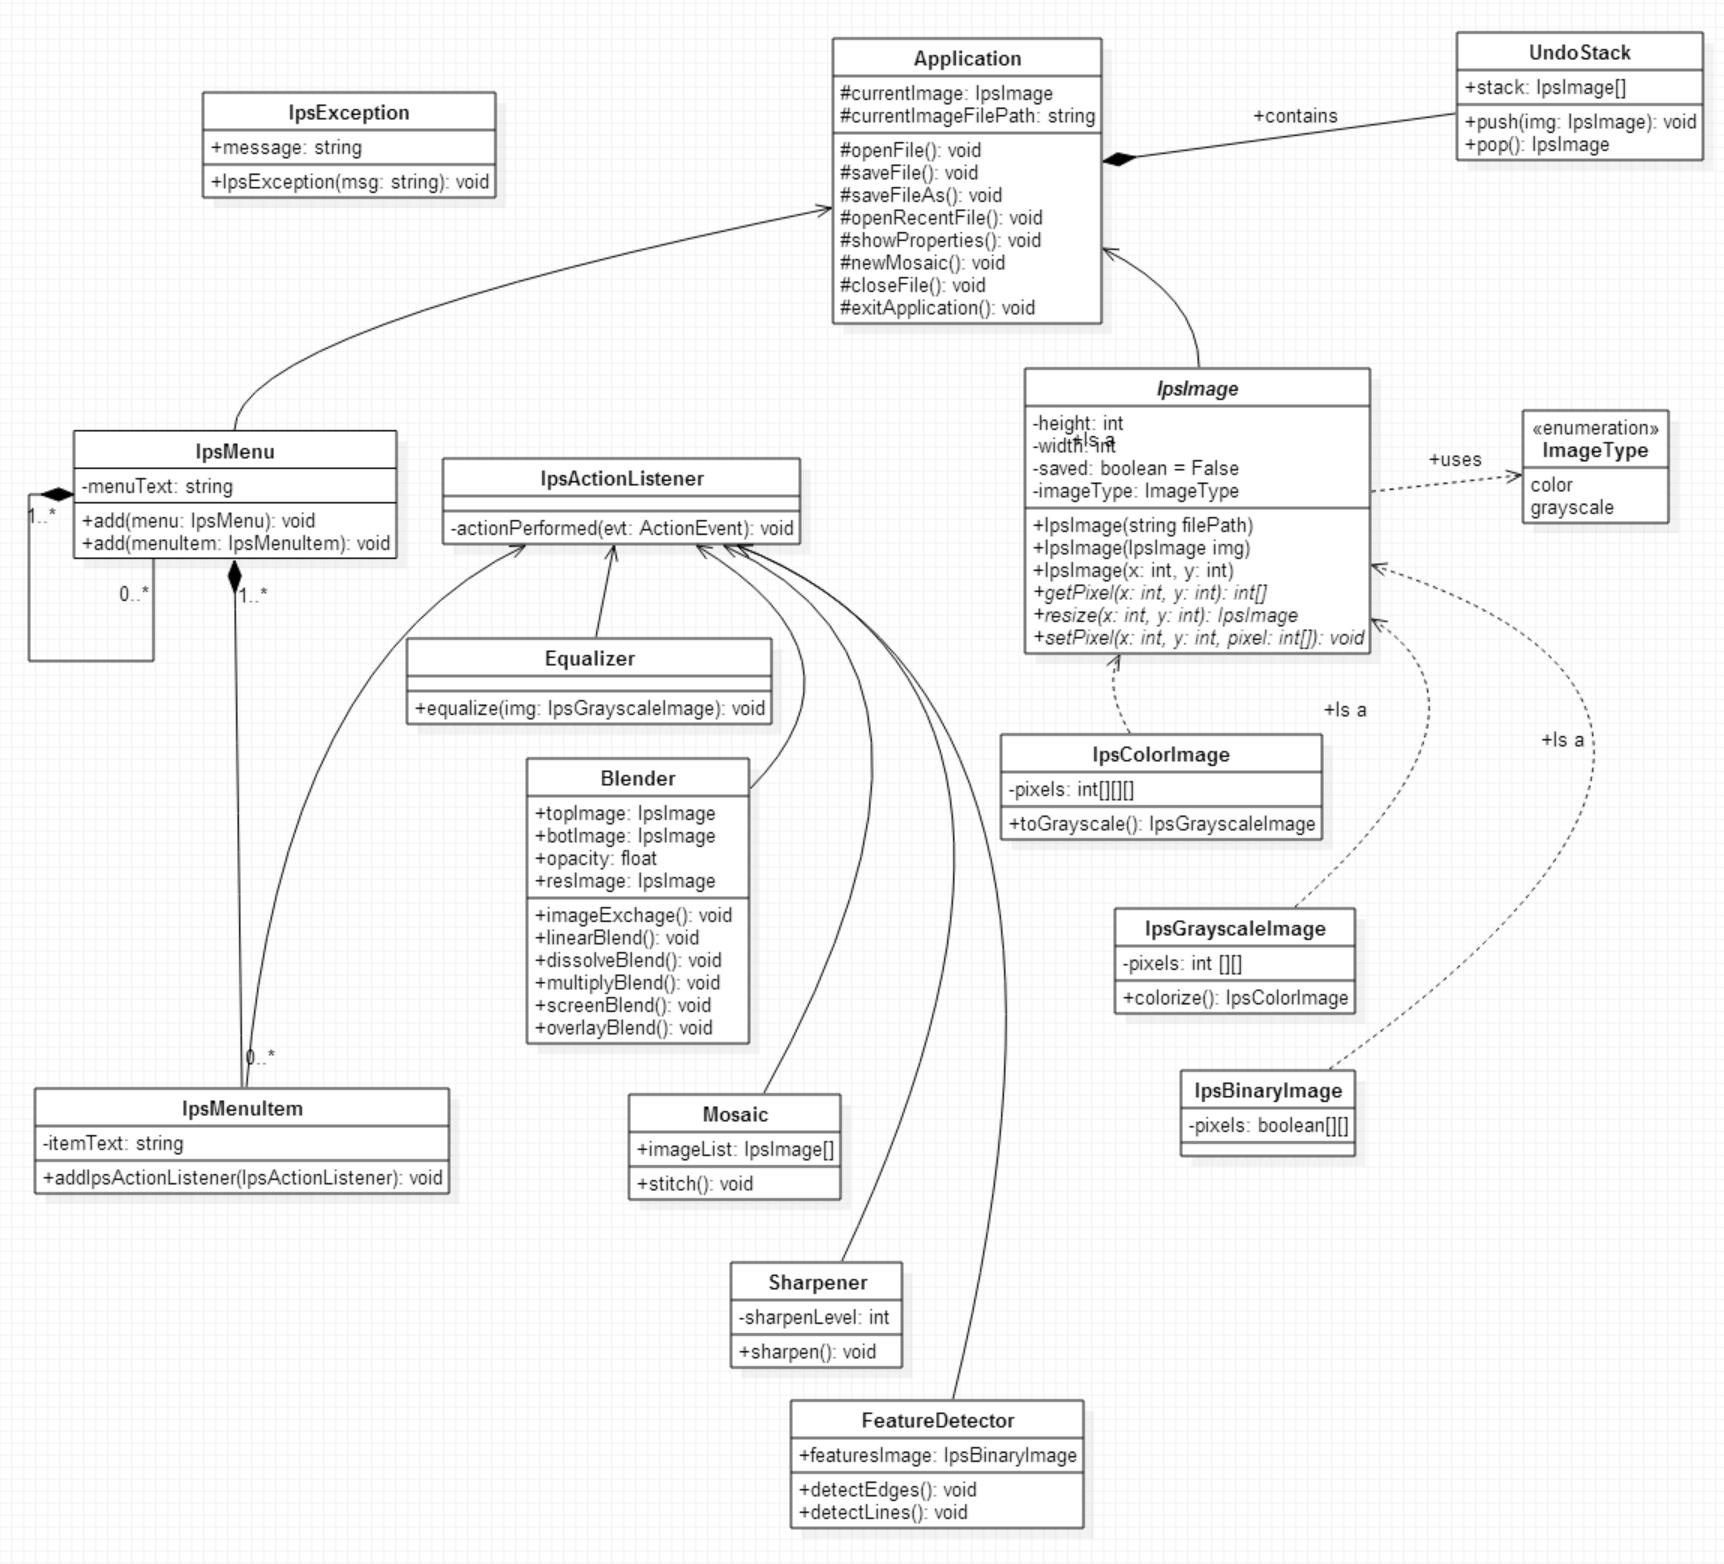 Application
#currentImage: IpsImage
#currentImageFilePath: string
#openFile(): void
#saveFile(): void
#saveFileAs(): void
#openRecentFile(): void
#showProperties(): void
#newMosaic(): void
#closeFile(): void
#exitApplication(): void
UndoStack
+stack: IpsImage[]
+push(img: IpsImage): void
+pop(): IpsImage
+contains
IpsException
+message: string
+IpsException(msg: string): void
IpsImage
-height: int
-width: int
+Is a
-saved: boolean = False
-imageType: ImageType
+IpsImage(string filePath)
+IpsImage(IpsImage img)
+IpsImage(x: int, y: int)
+getPixel(x: int, y: int): int[]
+resize(x: int, y: int): IpsImage
+setPixel(x: int, y: int, pixel: int[]): void
+uses
«enumeration»
ImageType
color
grayscale
IpsMenu
-menuText: string
+add(menu: IpsMenu): void
+add(menuItem: IpsMenuItem): void
1..*
0..*
1..*
IpsActionListener
-actionPerformed(evt: ActionEvent): void
Equalizer
+equalize(img: IpsGrayscaleImage): void
Blender
+topImage: IpsImage
+botImage: IpsImage
+opacity: float
+resImage: IpsImage
+imageExchage(): void
+linearBlend(): void
+dissolveBlend(): void
+multiplyBlend(): void
+screenBlend(): void
+overlayBlend(): void
+Is a
+Is a
IpsColorImage
-pixels: int[][][]
+toGrayscale(): IpsGrayscaleImage
IpsGrayscaleImage
-pixels: int [][]
+colorize(): IpsColorImage
IpsBinaryImage
-pixels: boolean[][]
0..*
IpsMenuItem
-itemText: string
+addIpsActionListener(IpsActionListener): void
Mosaic
+imageList: IpsImage[]
+stitch(): void
Sharpener
-sharpenLevel: int
+sharpen(): void
FeatureDetector
+featuresImage: IpsBinaryImage
+detectEdges(): void
+detectLines(): void